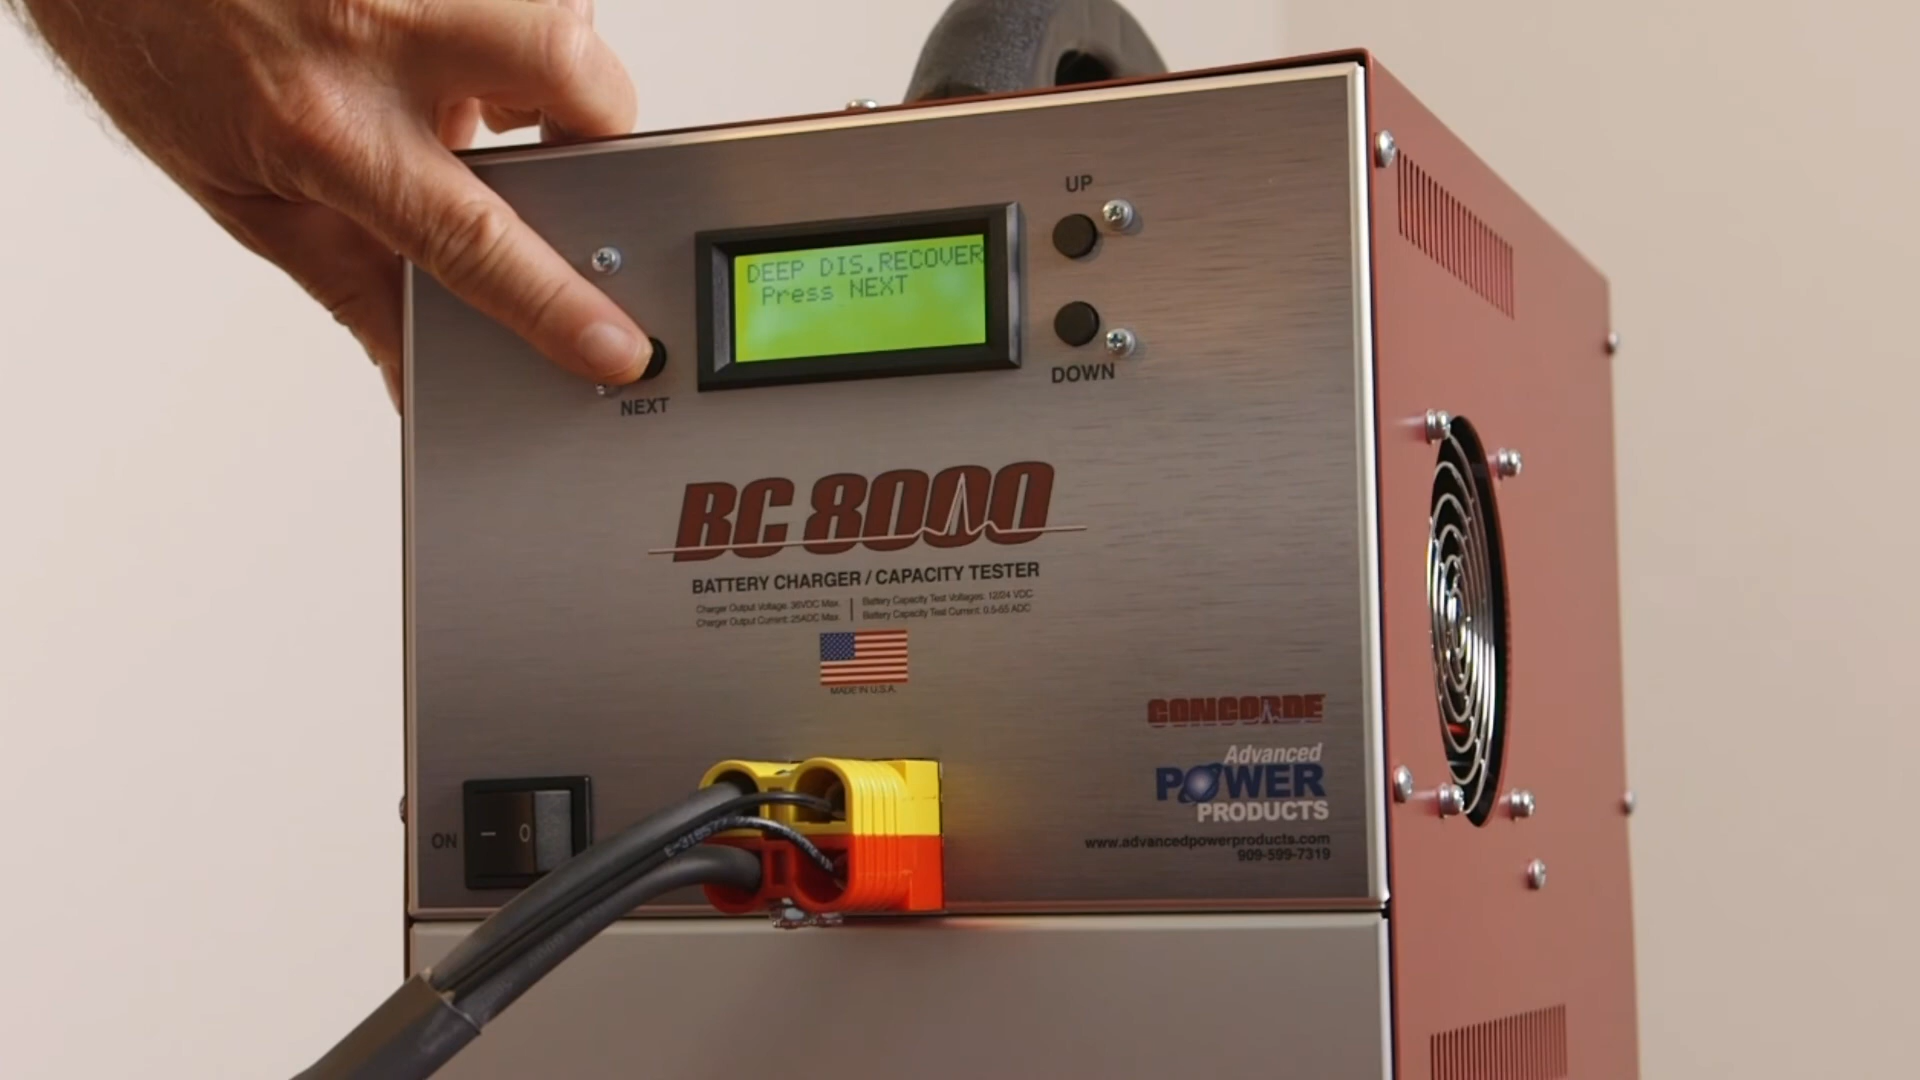 UP
DEEP DIS.RECOVER
Press NEXT
DOWN
NEXT
BC 8000
BATTERY CHARGER / CAPACITY TESTER
Charger Output Voltage: 36VDC Max. | Battery Capacity Test Voltages: 12/24 VDC
Charger Output Current: 25ADC Max. | Battery Capacity Test Current: 0.5-55 ADC
MADE IN U.S.A.
CONCORDE
Advanced
POWER
PRODUCTS
ON
www.advancedpowerproducts.com
909-599-7319